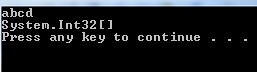 abcd
System.Int32[]
Press any key to continue . . .